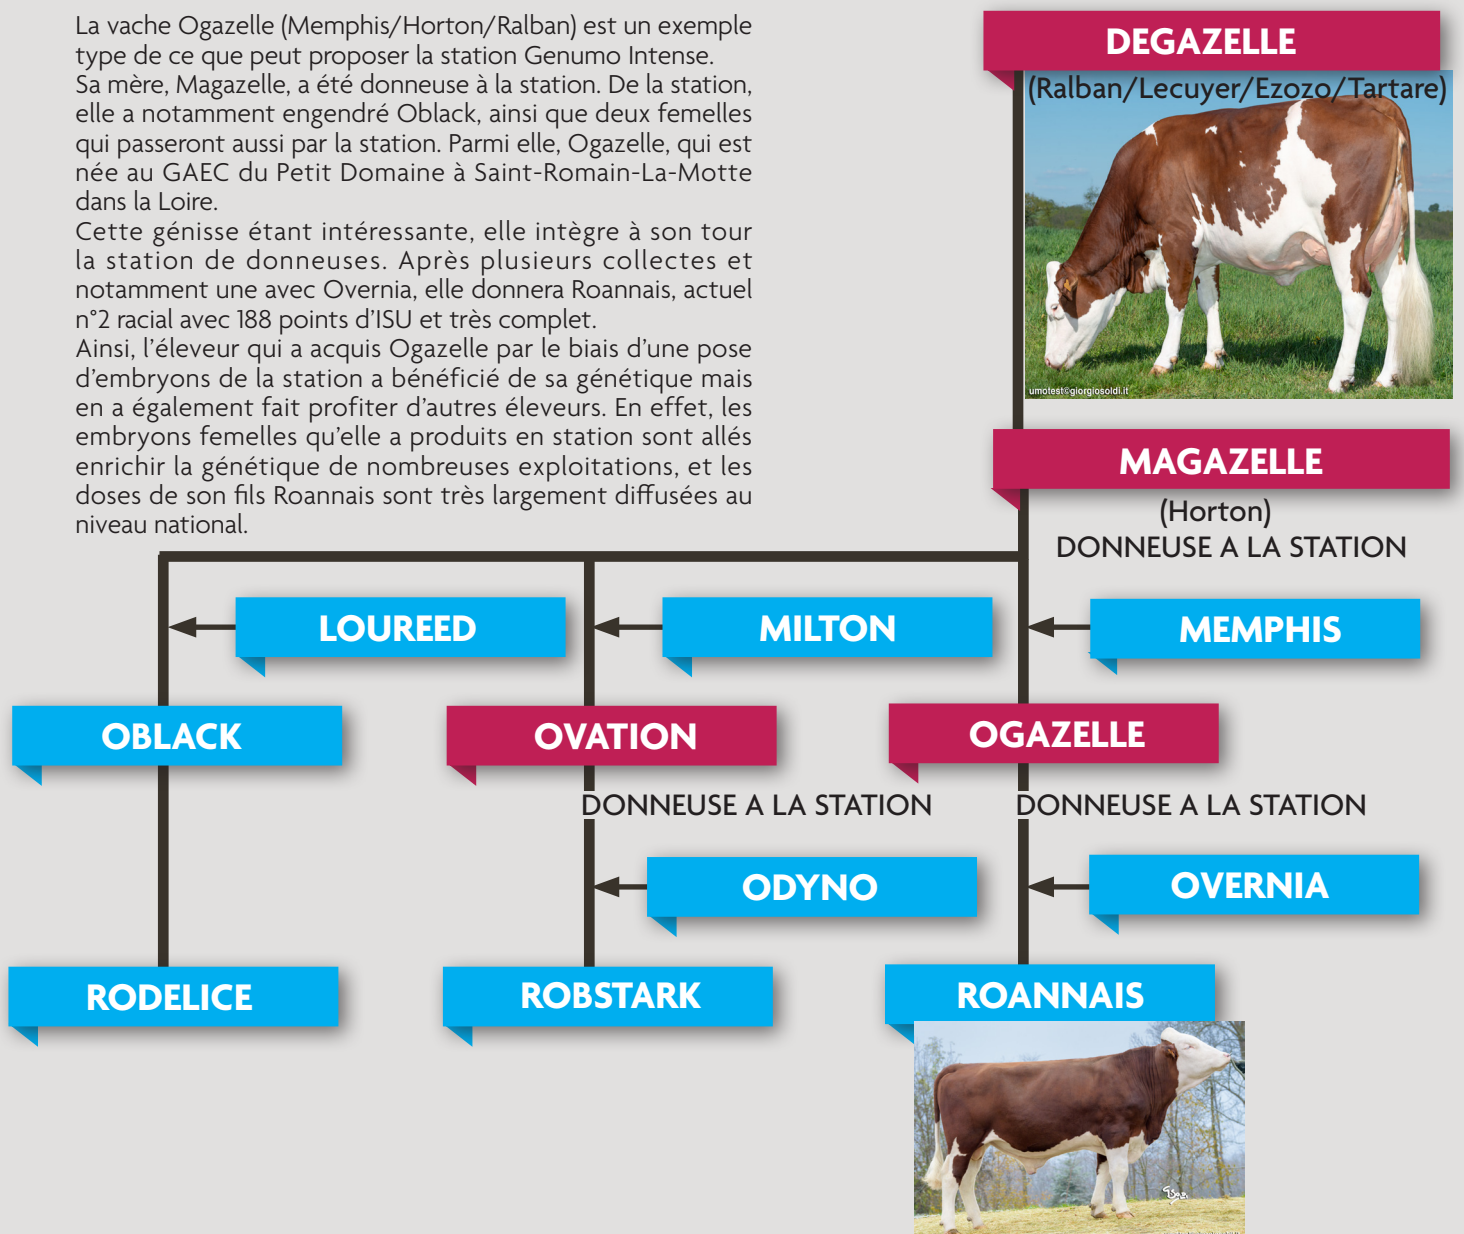 La vache Ogazelle (Memphis/Horton/Ralban) est un exemple
type de ce que peut proposer la station Genumo Intense.
Sa mère, Magazelle, a été donneuse à la station. De la station,
elle a notamment engendré Oblack, ainsi que deux femelles
qui passeront aussi par la station. Parmi elle, Ogazelle, qui est
née au GAEC du Petit Domaine à Saint-Romain-La-Motte
dans la Loire.
Cette génisse étant intéressante, elle intègre à son tour
la station de donneuses. Après plusieurs collectes et
notamment une avec Overnia, elle donnera Roannais, actuel
n°2 racial avec 188 points d'ISU et très complet.
Ainsi, l'éleveur qui a acquis Ogazelle par le biais d'une pose
d'embryons de la station a bénéficié de sa génétique mais
en a également fait profiter d'autres éleveurs. En effet, les
embryons femelles qu'elle a produits en station sont allés
enrichir la génétique de nombreuses exploitations, et les
doses de son fils Roannais sont très largement diffusées au
niveau national.
DEGAZELLE
(Ralban/Lecuyer/Ezozo/Tartare)
umotest©giorgiosoldi.it
MAGAZELLE
(Horton)
DONNEUSE A LA STATION
LOUREED
MILTON
MEMPHIS
OBLACK
OVATION
OGAZELLE
DONNEUSE A LA STATION
DONNEUSE A LA STATION
ODYNO
OVERNIA
RODELICE
ROBSTARK
ROANNAIS